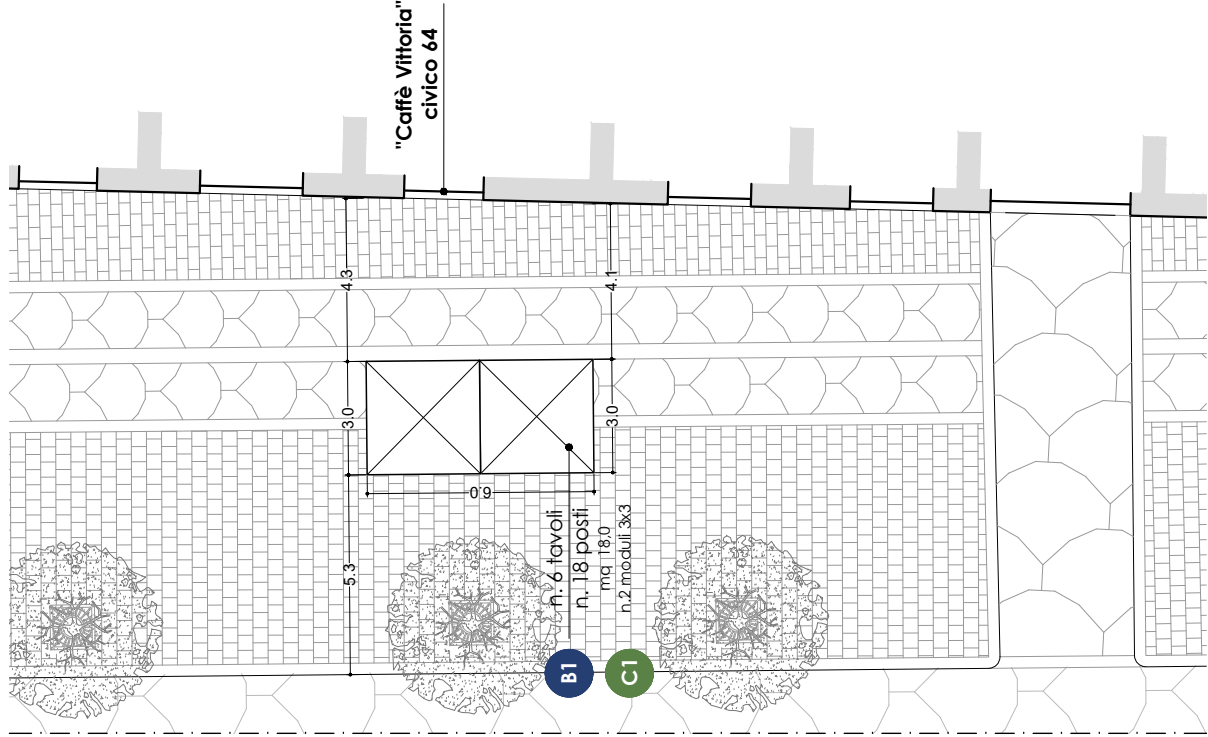 "Caffè Vittoria"
civico 64
4.3
4.1
3.0
3.0
6.0
5.3
n. 6 tavoli
n. 18 posti
mq 18,0
n.2 moduli 3x3
B1
C1